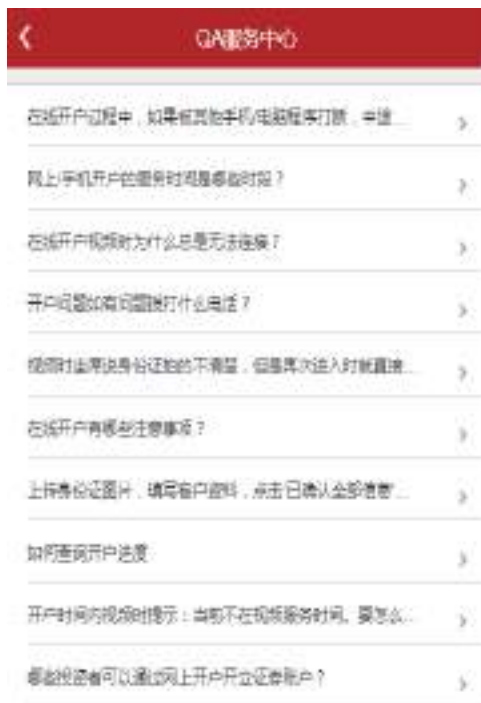 QA服务中心
在线开户过程中，如果被其他手机/电脑程序打断，申请...
网上/手机开户的服务时间是哪些时段？
在线开户视频时为什么总是无法连接？
开户问题如有问题拨打什么电话？
视频时坐席说身份证拍的不清楚，但是再次进入时就直接...
在线开户有哪些注意事项？
上传身份证图片，填写客户资料，点击“已确认全部信息”...
如何查询开户进度
开户时间内视频时提示：当前不在视频服务时间。要怎么...
哪些投资者可以通过网上开户开立证券账户？